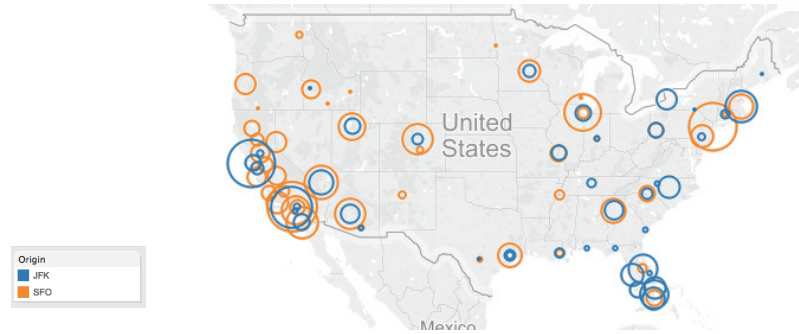 United
States
Mexico
Origin
JFK
SFO